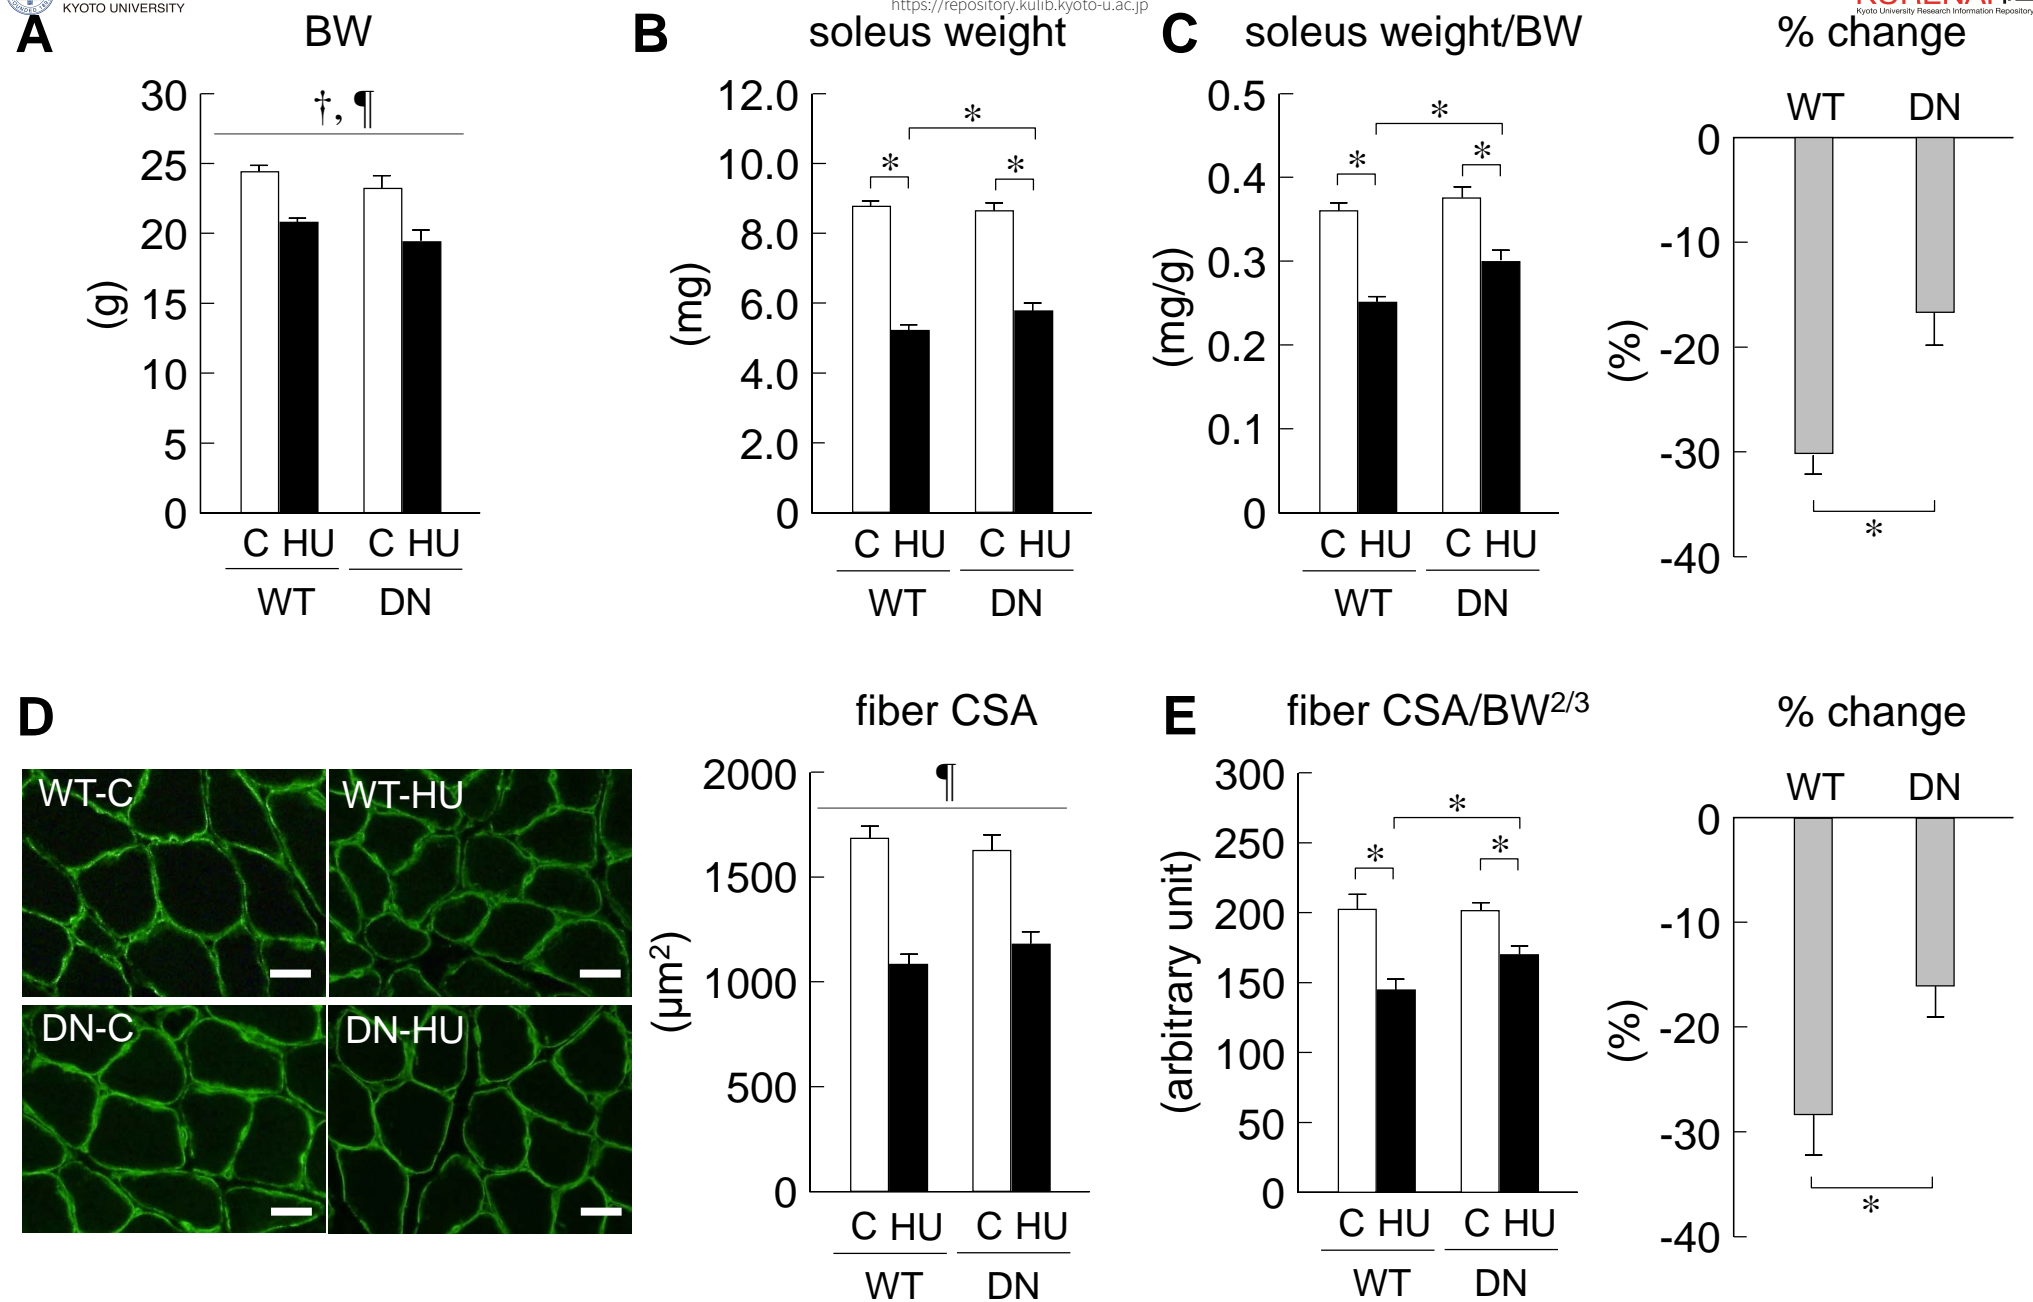 KYOTO UNIVERSITY
https://repository.kulib.kyoto-u.ac.jp
Kyoto University Research Information Repository
A BW
†, ¶
30
25
20
15
10
5
0
(g)
C HU C HU
WT DN
B soleus weight
12.0
10.0
8.0
6.0
4.0
2.0
0
(mg)
* * *
C HU C HU
WT DN
C soleus weight/BW
0.5
0.4
0.3
0.2
0.1
0
(mg/g)
* * *
C HU C HU
WT DN
% change
WT DN
0
-10
-20
-30
-40
(%)
*
D
WT-C WT-HU
DN-C DN-HU
fiber CSA
¶
2000
1500
1000
500
0
(µm²)
C HU C HU
WT DN
E fiber CSA/BW²/³
300
250
200
150
100
50
0
(arbitrary unit)
* * *
C HU C HU
WT DN
% change
WT DN
0
-10
-20
-30
-40
(%)
*